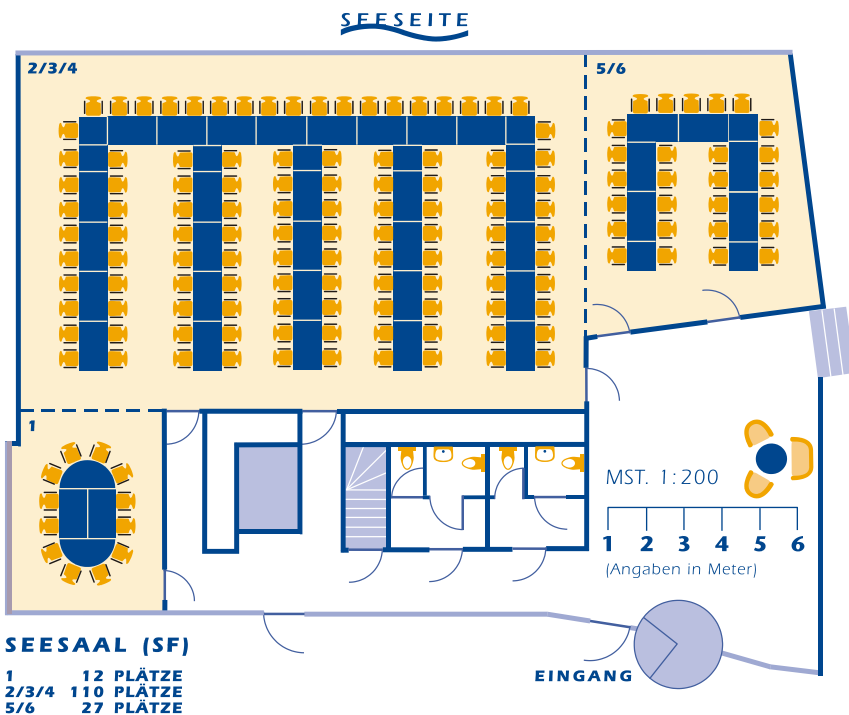 SEESEITE
2/3/4
5/6
1
MST. 1:200
1 2 3 4 5 6
(Angaben in Meter)
SEESAAL (SF)
EINGANG
1 12 PLÄTZE
2/3/4 110 PLÄTZE
5/6 27 PLÄTZE